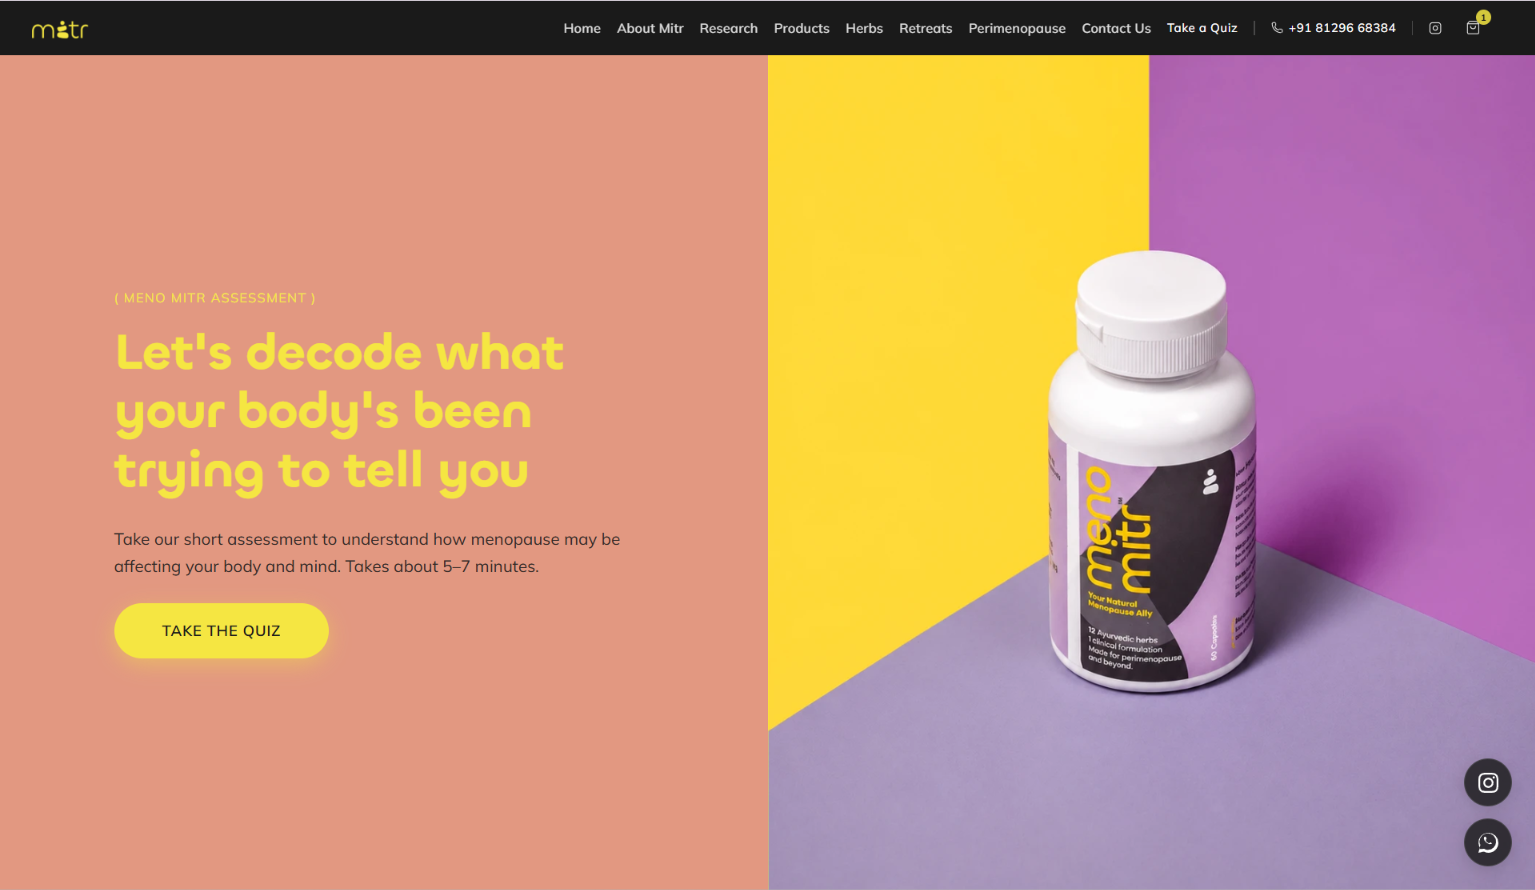 mitr
Home About Mitr Research Products Herbs Retreats Perimenopause Contact Us Take a Quiz +91 81296 68384 1
( MENO MITR ASSESSMENT )
Let's decode what
your body's been
trying to tell you
Take our short assessment to understand how menopause may be
affecting your body and mind. Takes about 5–7 minutes.
TAKE THE QUIZ
meno
mitr
TM
Your Natural
Menopause Ally
12 Ayurvedic herbs
1 clinical formulation
Made for perimenopause
and beyond.
60 Capsules